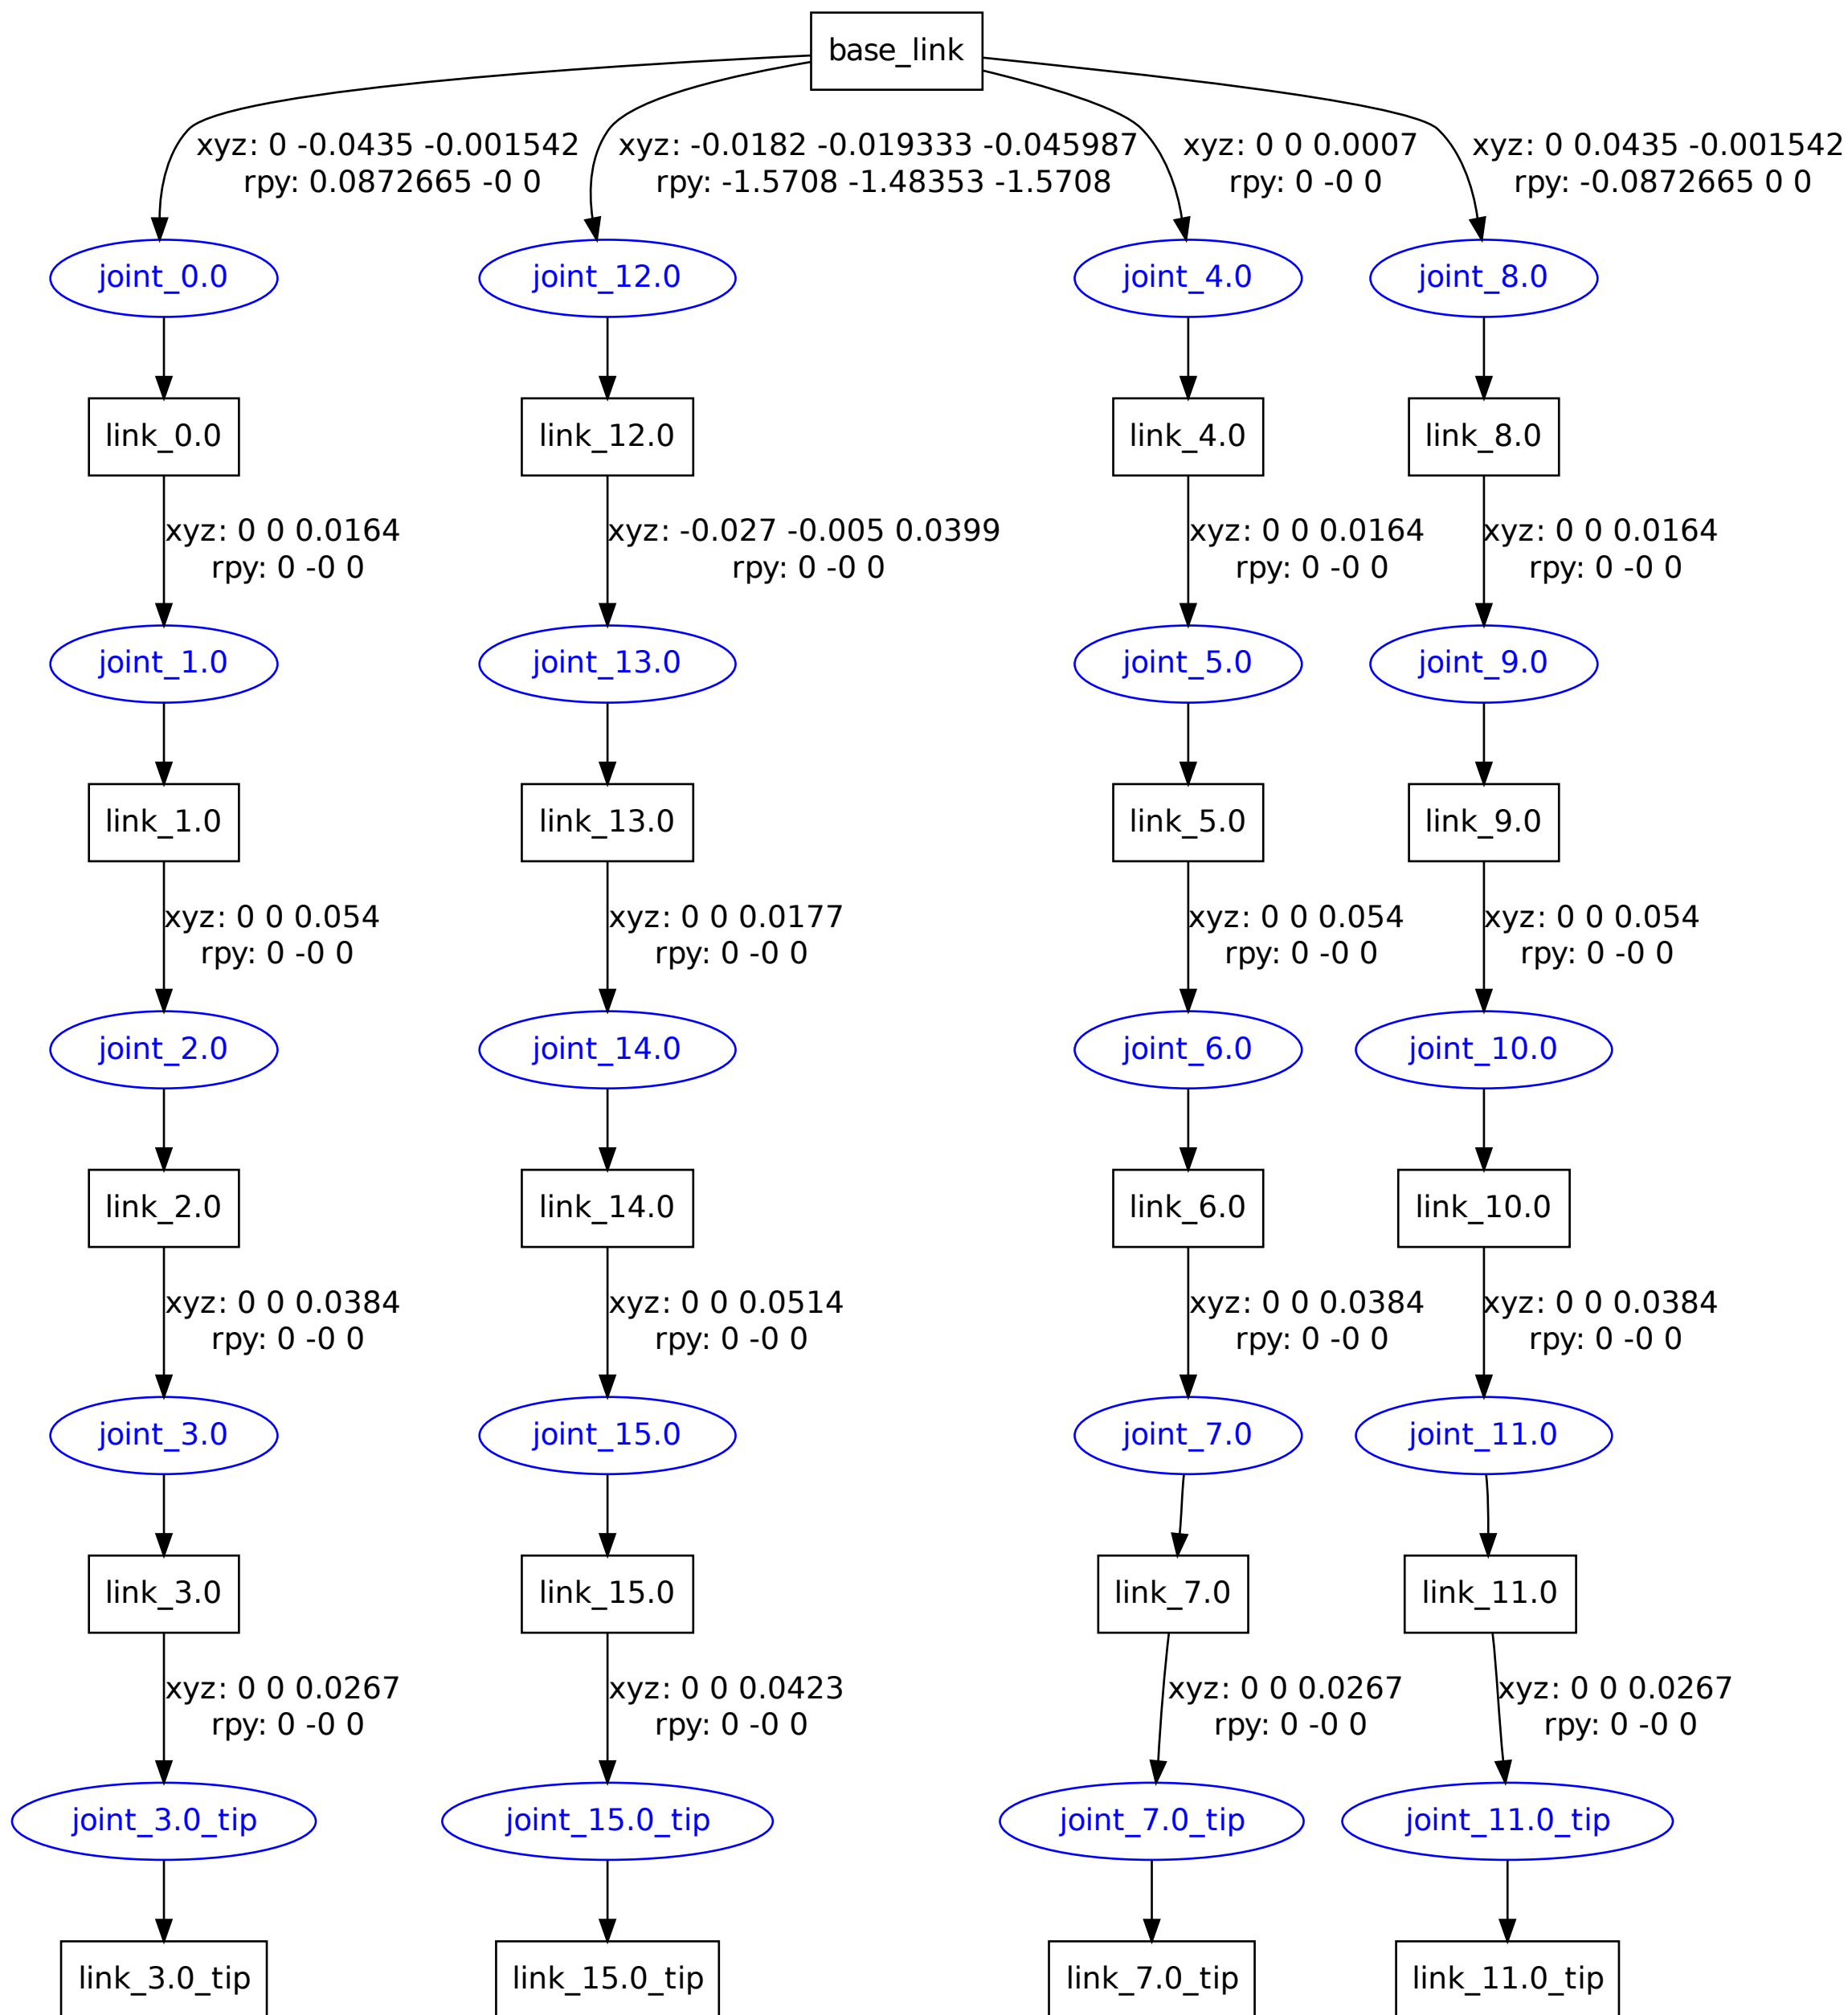 base_link
xyz: 0 -0.0435 -0.001542
rpy: 0.0872665 -0 0
xyz: -0.0182 -0.019333 -0.045987
rpy: -1.5708 -1.48353 -1.5708
xyz: 0 0 0.0007
rpy: 0 -0 0
xyz: 0 0.0435 -0.001542
rpy: -0.0872665 0 0
joint_0.0
joint_12.0
joint_4.0
joint_8.0
link_0.0
link_12.0
link_4.0
link_8.0
xyz: 0 0 0.0164
rpy: 0 -0 0
xyz: -0.027 -0.005 0.0399
rpy: 0 -0 0
xyz: 0 0 0.0164
rpy: 0 -0 0
xyz: 0 0 0.0164
rpy: 0 -0 0
joint_1.0
joint_13.0
joint_5.0
joint_9.0
link_1.0
link_13.0
link_5.0
link_9.0
xyz: 0 0 0.054
rpy: 0 -0 0
xyz: 0 0 0.0177
rpy: 0 -0 0
xyz: 0 0 0.054
rpy: 0 -0 0
xyz: 0 0 0.054
rpy: 0 -0 0
joint_2.0
joint_14.0
joint_6.0
joint_10.0
link_2.0
link_14.0
link_6.0
link_10.0
xyz: 0 0 0.0384
rpy: 0 -0 0
xyz: 0 0 0.0514
rpy: 0 -0 0
xyz: 0 0 0.0384
rpy: 0 -0 0
xyz: 0 0 0.0384
rpy: 0 -0 0
joint_3.0
joint_15.0
joint_7.0
joint_11.0
link_3.0
link_15.0
link_7.0
link_11.0
xyz: 0 0 0.0267
rpy: 0 -0 0
xyz: 0 0 0.0423
rpy: 0 -0 0
xyz: 0 0 0.0267
rpy: 0 -0 0
xyz: 0 0 0.0267
rpy: 0 -0 0
joint_3.0_tip
joint_15.0_tip
joint_7.0_tip
joint_11.0_tip
link_3.0_tip
link_15.0_tip
link_7.0_tip
link_11.0_tip